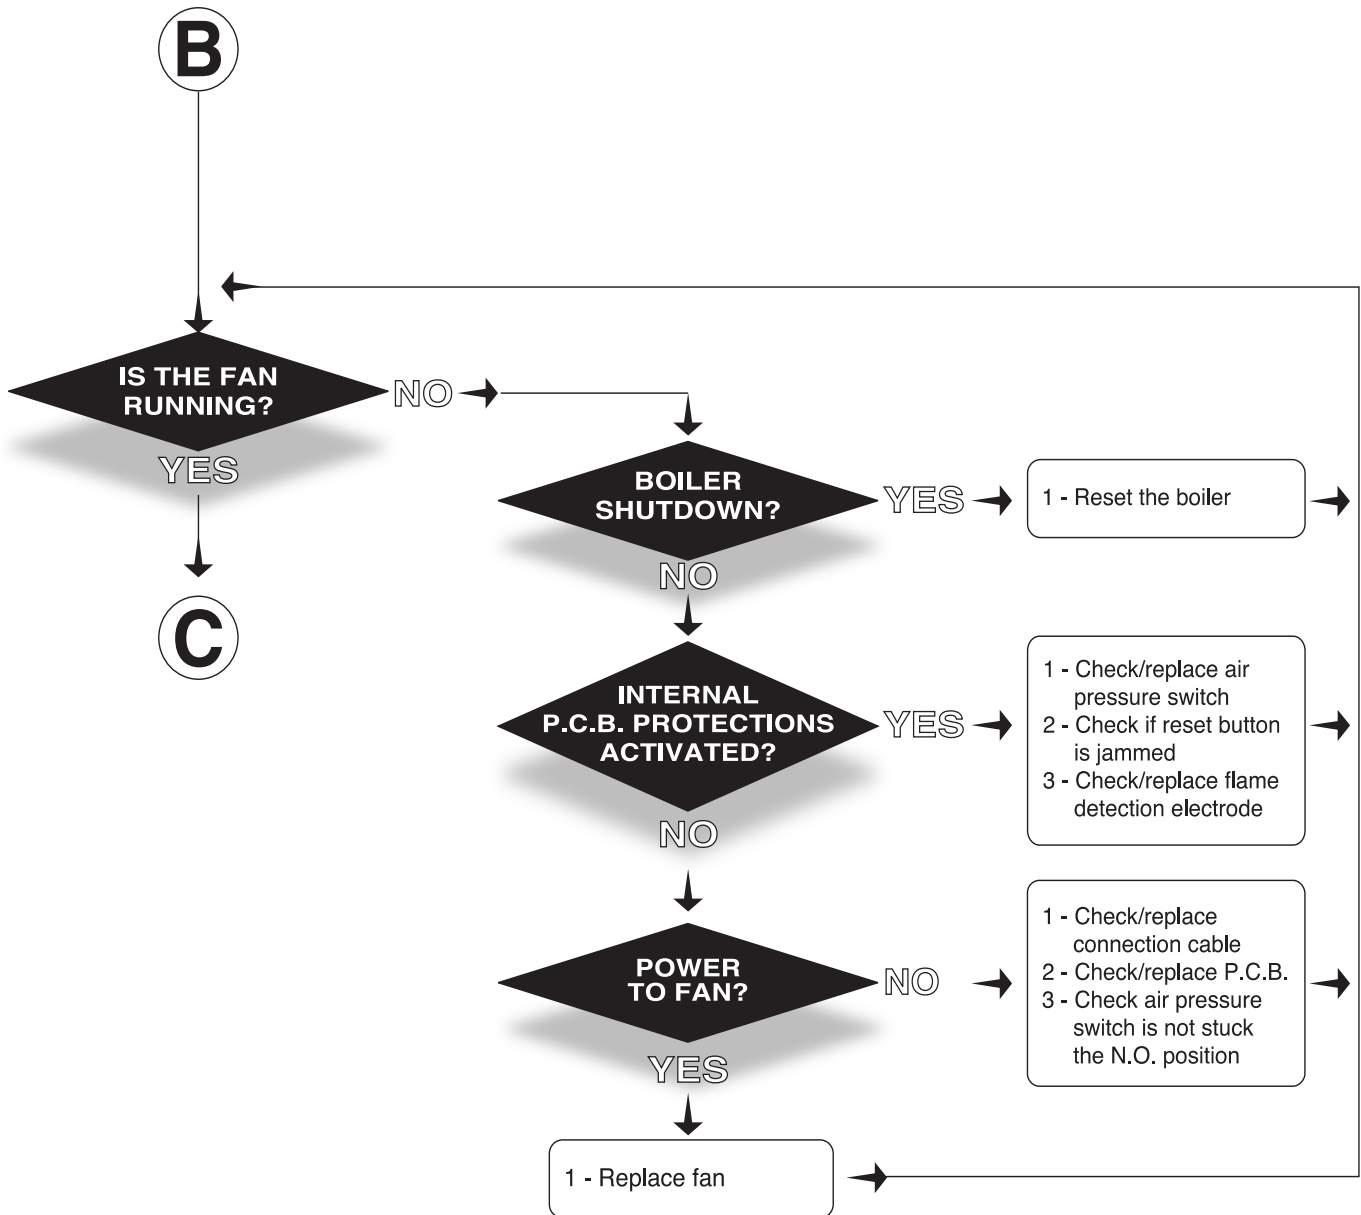 B
IS THE FAN
RUNNING?
NO
YES
C
BOILER
SHUTDOWN?
YES
1 - Reset the boiler
NO
INTERNAL
P.C.B. PROTECTIONS
ACTIVATED?
YES
1 - Check/replace air
pressure switch
2 - Check if reset button
is jammed
3 - Check/replace flame
detection electrode
NO
POWER
TO FAN?
NO
1 - Check/replace
connection cable
2 - Check/replace P.C.B.
3 - Check air pressure
switch is not stuck
the N.O. position
YES
1 - Replace fan